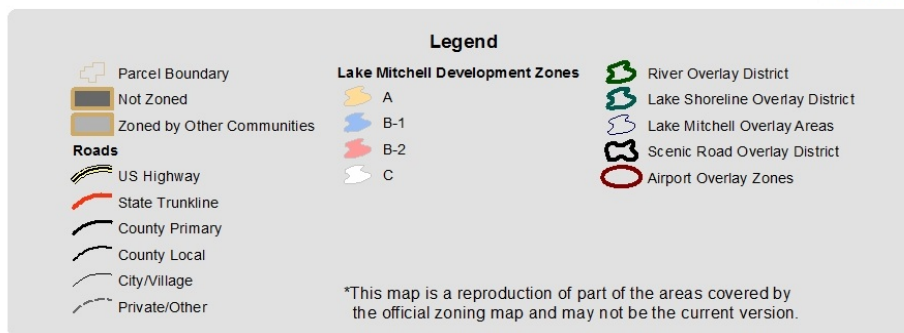 Legend
Parcel Boundary
Not Zoned
Zoned by Other Communities
Roads
US Highway
State Trunkline
County Primary
County Local
City/Village
Private/Other
Lake Mitchell Development Zones
A
B-1
B-2
C
River Overlay District
Lake Shoreline Overlay District
Lake Mitchell Overlay Areas
Scenic Road Overlay District
Airport Overlay Zones
*This map is a reproduction of part of the areas covered by
the official zoning map and may not be the current version.